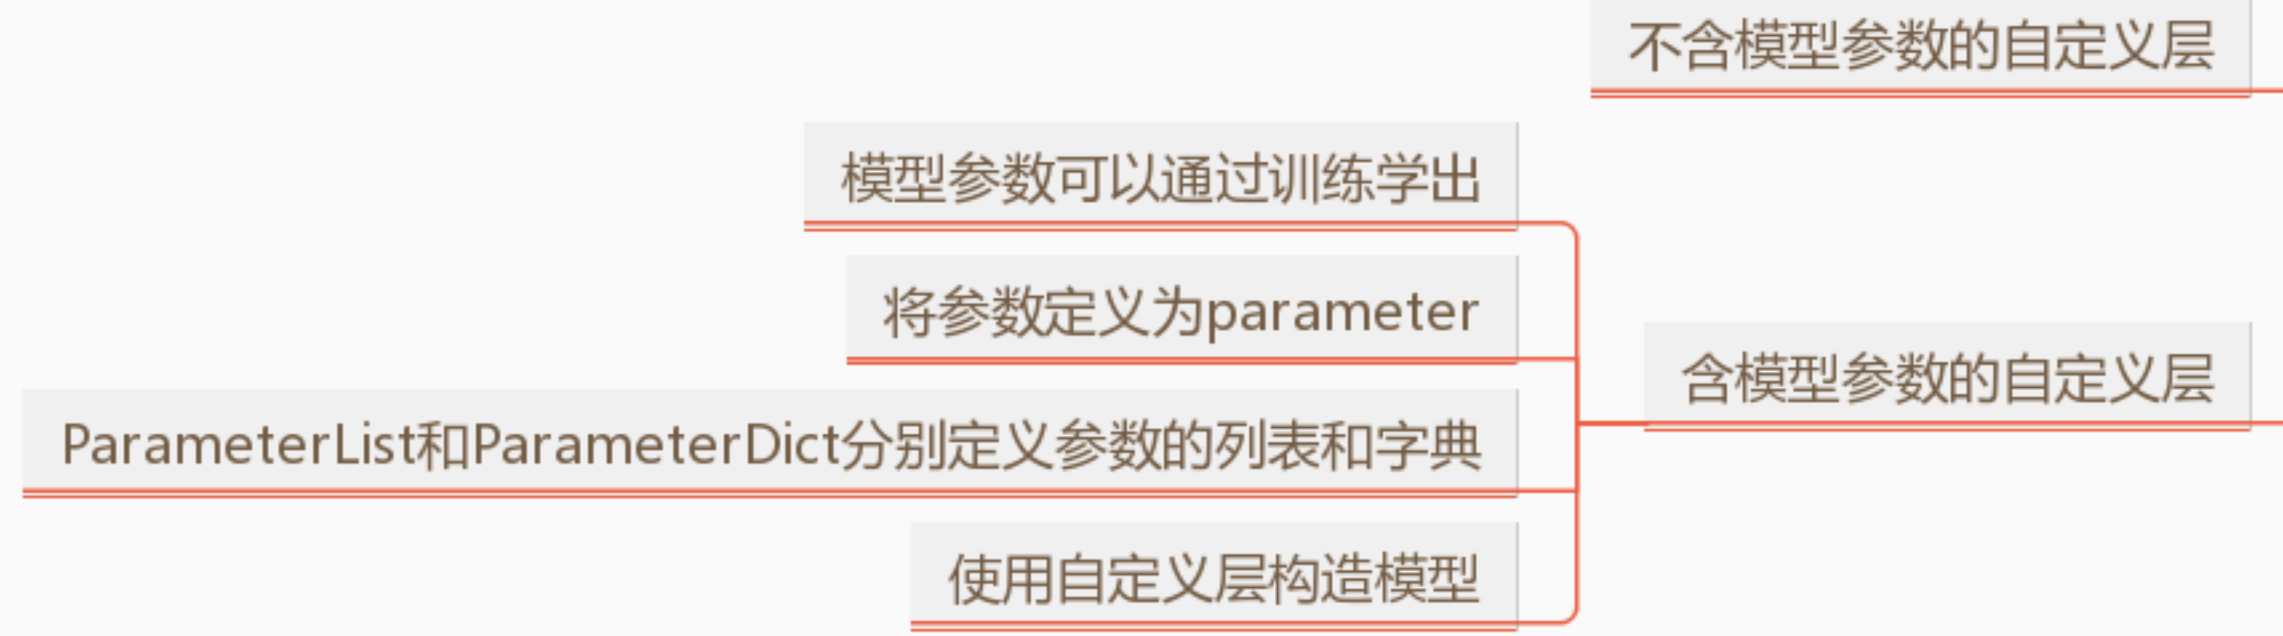 不含模型参数的自定义层
模型参数可以通过训练学出
将参数定义为parameter
含模型参数的自定义层
ParameterList和ParameterDict分别定义参数的列表和字典
使用自定义层构造模型